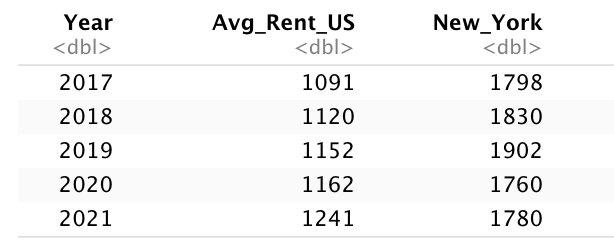 Year Avg_Rent_US New_York
<dbl> <dbl> <dbl>
2017 1091 1798
2018 1120 1830
2019 1152 1902
2020 1162 1760
2021 1241 1780